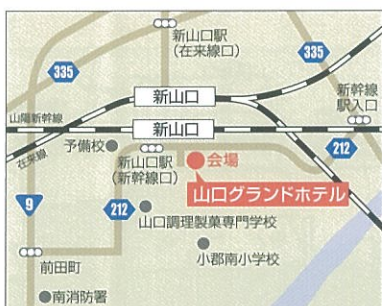 新山口駅
(在来線口)
335
335
新幹線
駅入口
新山口
山陽新幹線
新山口
在来線
予備校
新山口駅
(新幹線口)
会場
212
山口グランドホテル
9
212
山口調理製菓専門学校
小郡南小学校
前田町
南消防署